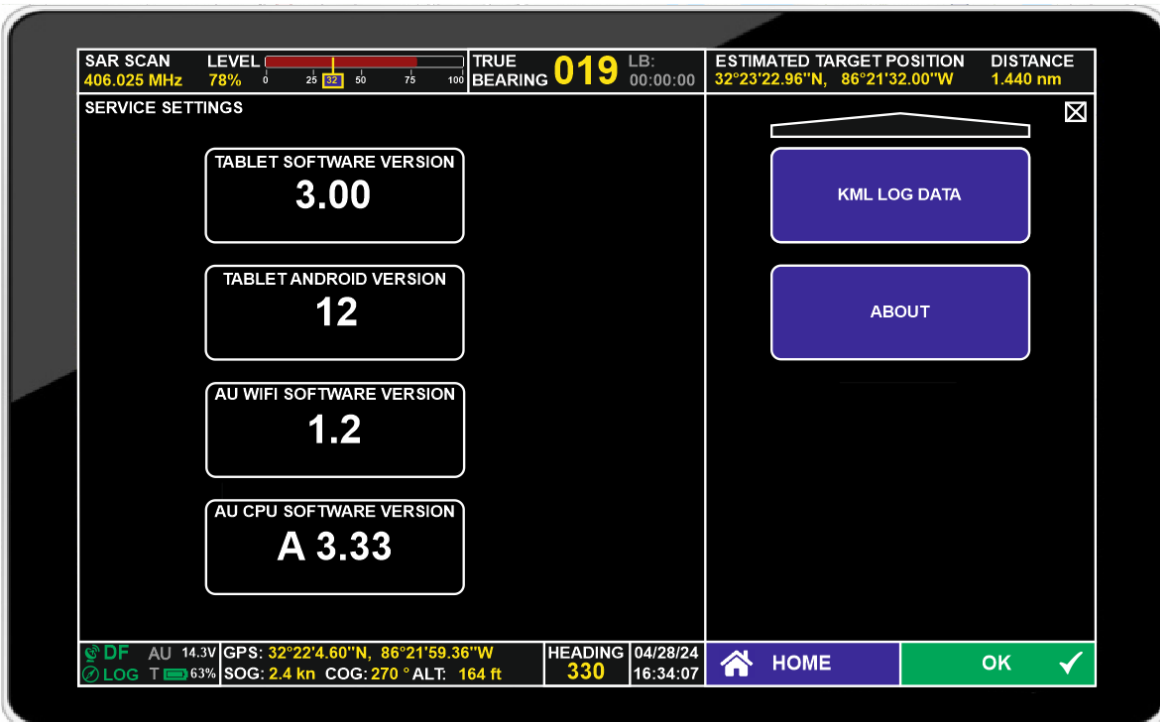 SAR SCAN LEVEL TRUE BEARING 019 LB: ESTIMATED TARGET POSITION DISTANCE
406.025 MHz 78% 0 25 32 50 75 100 00:00:00 32°23'22.96"N, 86°21'32.00"W 1.440 nm
SERVICE SETTINGS
TABLET SOFTWARE VERSION
3.00
TABLET ANDROID VERSION
12
AU WIFI SOFTWARE VERSION
1.2
AU CPU SOFTWARE VERSION
A 3.33
KML LOG DATA
ABOUT
DF AU 14.3V GPS: 32°22'4.60"N, 86°21'59.36"W HEADING 04/28/24
LOG T 63% SOG: 2.4 kn COG: 270 ° ALT: 164 ft 330 16:34:07
HOME OK